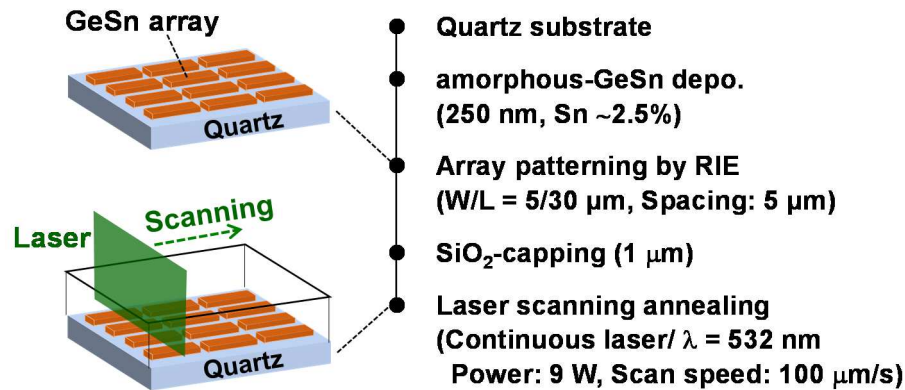 GeSn array
Quartz
Laser
Scanning
Quartz
Quartz substrate
amorphous-GeSn depo.
(250 nm, Sn ~2.5%)
Array patterning by RIE
(W/L = 5/30 µm, Spacing: 5 µm)
SiO₂-capping (1 µm)
Laser scanning annealing
(Continuous laser/ λ = 532 nm
Power: 9 W, Scan speed: 100 µm/s)